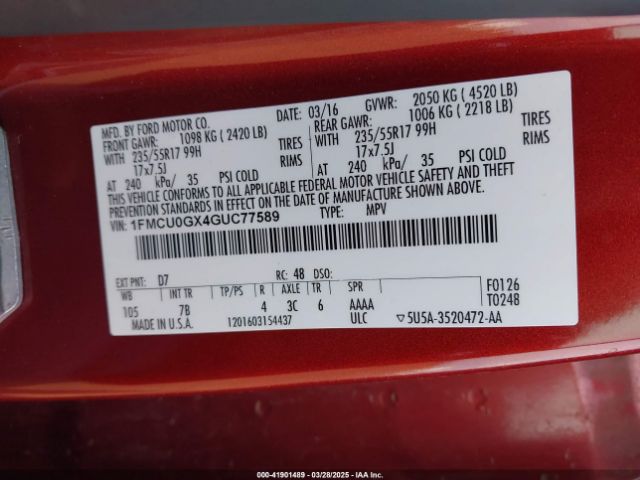 MFD. BY FORD MOTOR CO.
DATE: 03/16 GVWR: 2050 KG ( 4520 LB)
FRONT GAWR: 1098 KG ( 2420 LB) REAR GAWR: 1006 KG ( 2218 LB)
WITH 235/55R17 99H TIRES WITH 235/55R17 99H TIRES
17x7.5J RIMS 17x7.5J RIMS
AT 240 kPa/ 35 PSI COLD AT 240 kPa/ 35 PSI COLD
THIS VEHICLE CONFORMS TO ALL APPLICABLE FEDERAL MOTOR VEHICLE SAFETY AND THEFT
PREVENTION STANDARDS IN EFFECT ON THE DATE OF MANUFACTURE SHOWN ABOVE.
VIN: 1FMCU0GX4GUC77589 TYPE: MPV
EXT PNT: D7 RC: 48 DSO:
WB INT TR TP/PS R AXLE TR SPR F0126
105 7B 4 3C 6 AAAA T0248
MADE IN U.S.A. 1201603154437 ULC ▽5U5A-3520472-AA
000-41901489 - 03/28/2025 - IAAI, Inc.